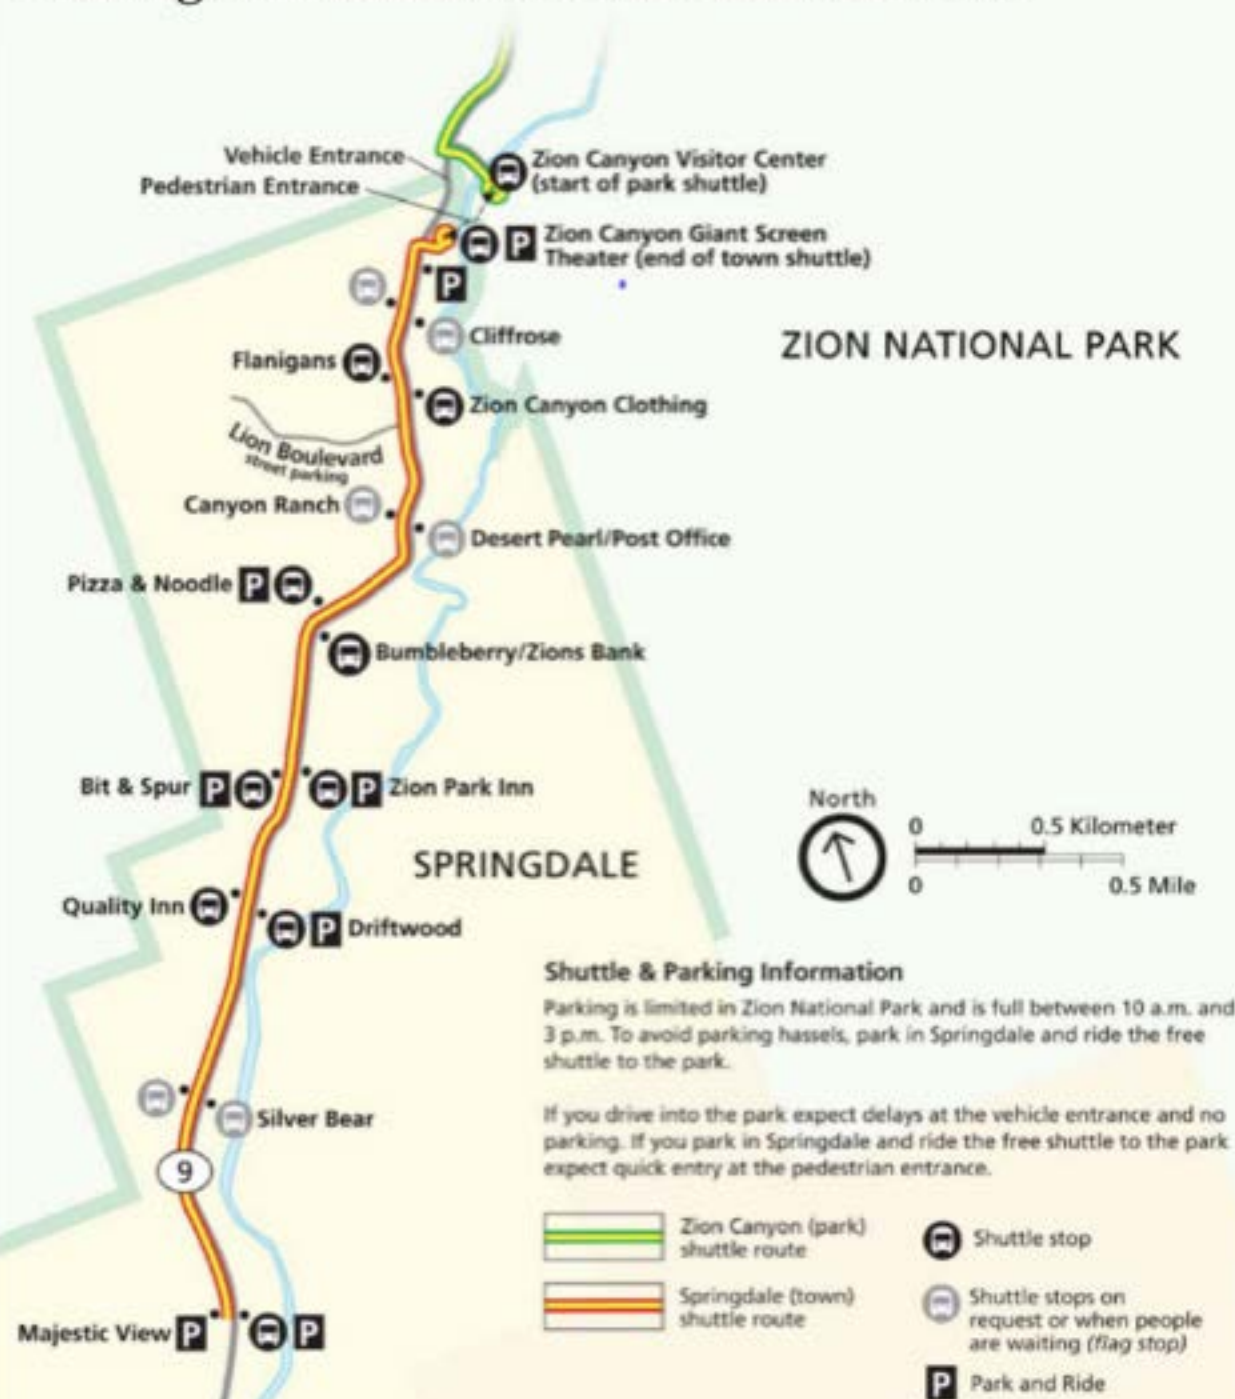 Vehicle Entrance
Pedestrian Entrance
Zion Canyon Visitor Center
(start of park shuttle)
P Zion Canyon Giant Screen
Theater (end of town shuttle)
P
Cliffrose
ZION NATIONAL PARK
Flanigans
Zion Canyon Clothing
Lion Boulevard
street parking
Canyon Ranch
Desert Pearl/Post Office
Pizza & Noodle P
Bumbleberry/Zions Bank
Bit & Spur P
P Zion Park Inn
North
0 0.5 Kilometer
0 0.5 Mile
SPRINGDALE
Quality Inn
P Driftwood
Shuttle & Parking Information
Parking is limited in Zion National Park and is full between 10 a.m. and
3 p.m. To avoid parking hassels, park in Springdale and ride the free
shuttle to the park.
If you drive into the park expect delays at the vehicle entrance and no
parking. If you park in Springdale and ride the free shuttle to the park
expect quick entry at the pedestrian entrance.
Silver Bear
9
Majestic View P
P
Zion Canyon (park)
shuttle route
Springdale (town)
shuttle route
Shuttle stop
Shuttle stops on
request or when people
are waiting (flag stop)
P Park and Ride